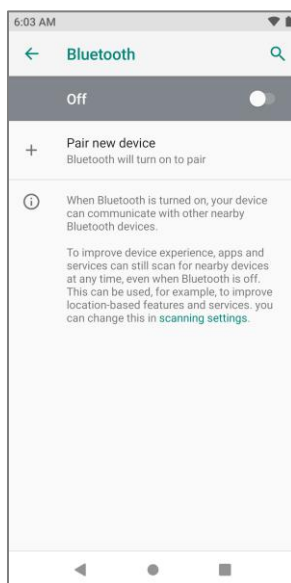 6:03 AM
Bluetooth
Off
Pair new device
Bluetooth will turn on to pair
When Bluetooth is turned on, your device
can communicate with other nearby
Bluetooth devices.
To improve device experience, apps and
services can still scan for nearby devices
at any time, even when Bluetooth is off.
This can be used, for example, to improve
location-based features and services. you
can change this in scanning settings.